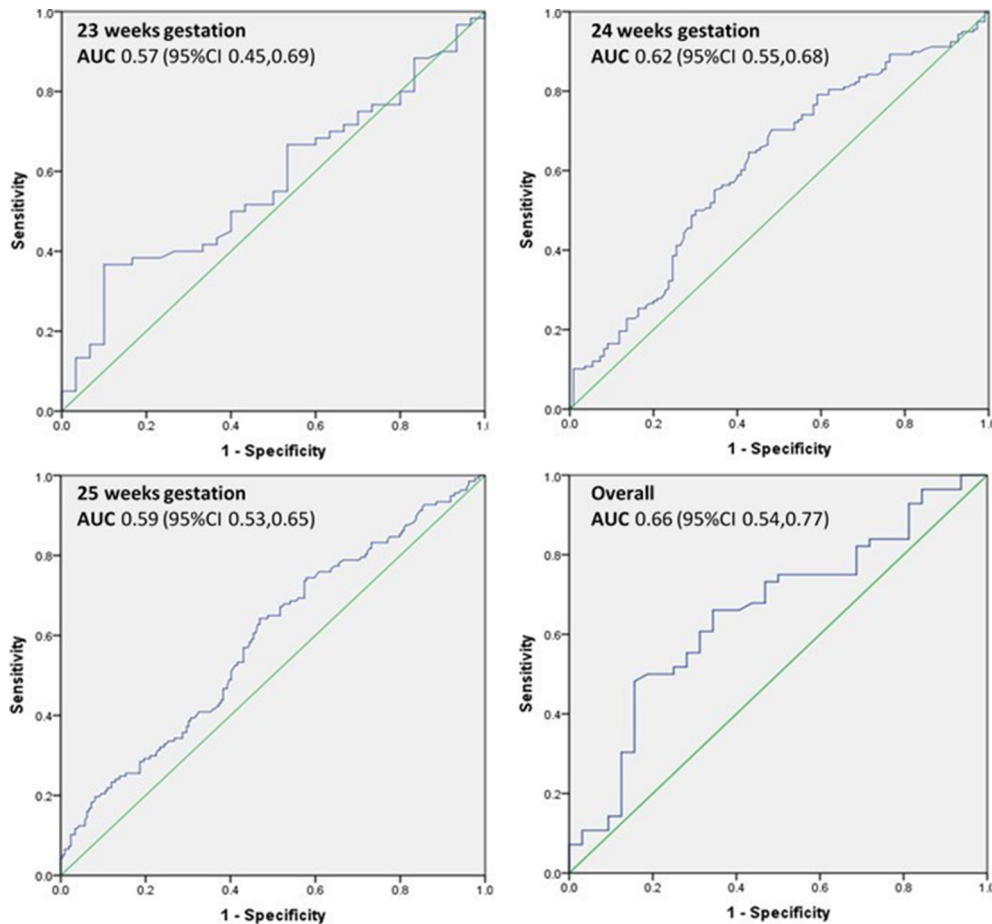 23 weeks gestation
AUC 0.57 (95%CI 0.45,0.69)
1.0
0.8
0.6
0.4
0.2
0.0
Sensitivity
0.0 0.2 0.4 0.6 0.8 1.0
1 - Specificity
24 weeks gestation
AUC 0.62 (95%CI 0.55,0.68)
1.0
0.8
0.6
0.4
0.2
0.0
Sensitivity
0.0 0.2 0.4 0.6 0.8 1.0
1 - Specificity
25 weeks gestation
AUC 0.59 (95%CI 0.53,0.65)
1.0
0.8
0.6
0.4
0.2
0.0
Sensitivity
0.0 0.2 0.4 0.6 0.8 1.0
1 - Specificity
Overall
AUC 0.66 (95%CI 0.54,0.77)
1.0
0.8
0.6
0.4
0.2
0.0
Sensitivity
0.0 0.2 0.4 0.6 0.8 1.0
1 - Specificity